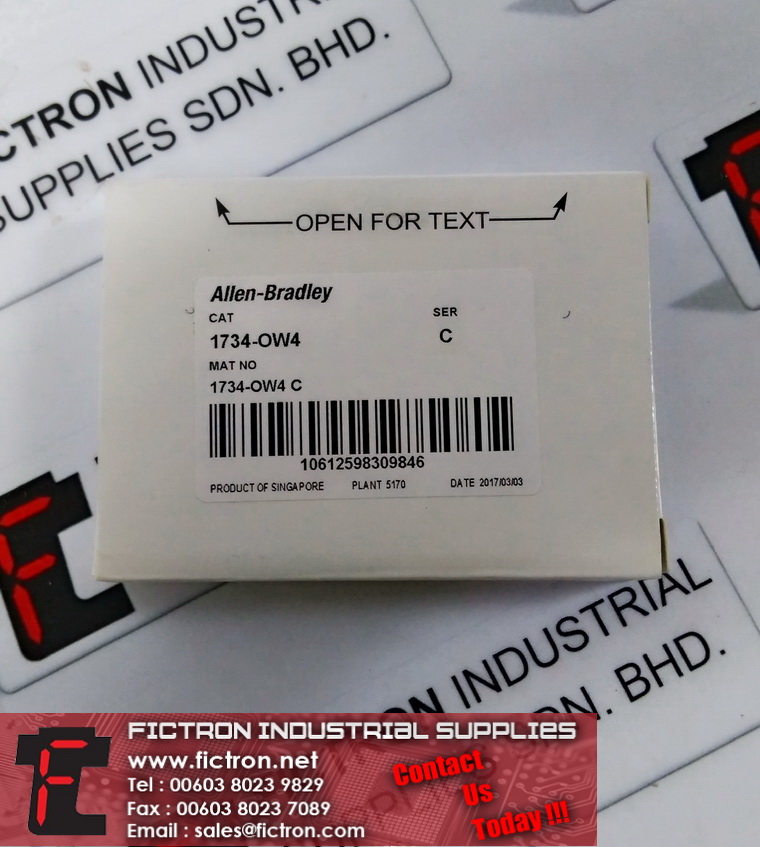 CTRON INDUSTRI
SUPPLIES SDN. BHD.
OPEN FOR TEXT
Allen-Bradley
CAT SER
1734-OW4 C
MAT NO
1734-OW4 C
10612598309846
PRODUCT OF SINGAPORE PLANT 5170 DATE 2017/03/03
ON INDUSTRIAL
DN. BHD.
FICTRON INDUSTRIAL SUPPLIES
www.fictron.net
Tel : 00603 8023 9829
Fax : 00603 8023 7089
Email : sales@fictron.com
Contact
Us
Today !!!